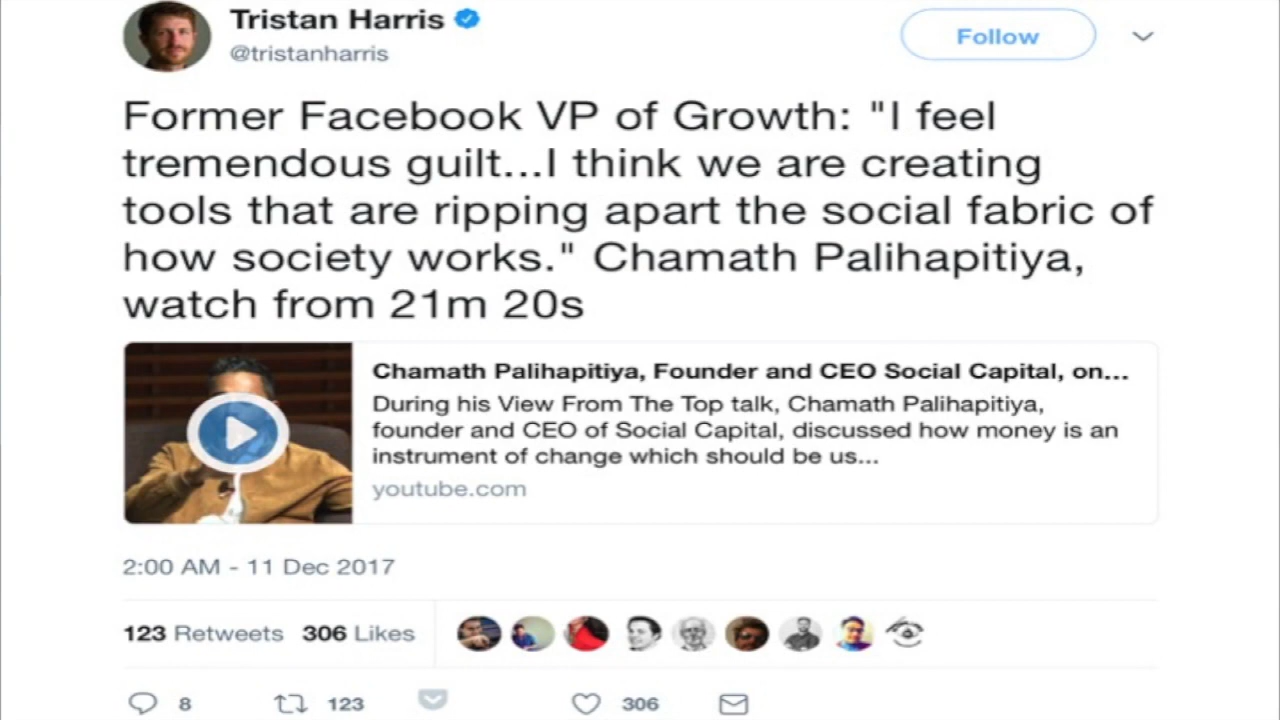 Tristan Harris
@tristanharris
Follow
Former Facebook VP of Growth: "I feel
tremendous guilt...I think we are creating
tools that are ripping apart the social fabric of
how society works." Chamath Palihapitiya,
watch from 21m 20s
Chamath Palihapitiya, Founder and CEO Social Capital, on...
During his View From The Top talk, Chamath Palihapitiya,
founder and CEO of Social Capital, discussed how money is an
instrument of change which should be us...
youtube.com
2:00 AM - 11 Dec 2017
123 Retweets 306 Likes
8 123 306